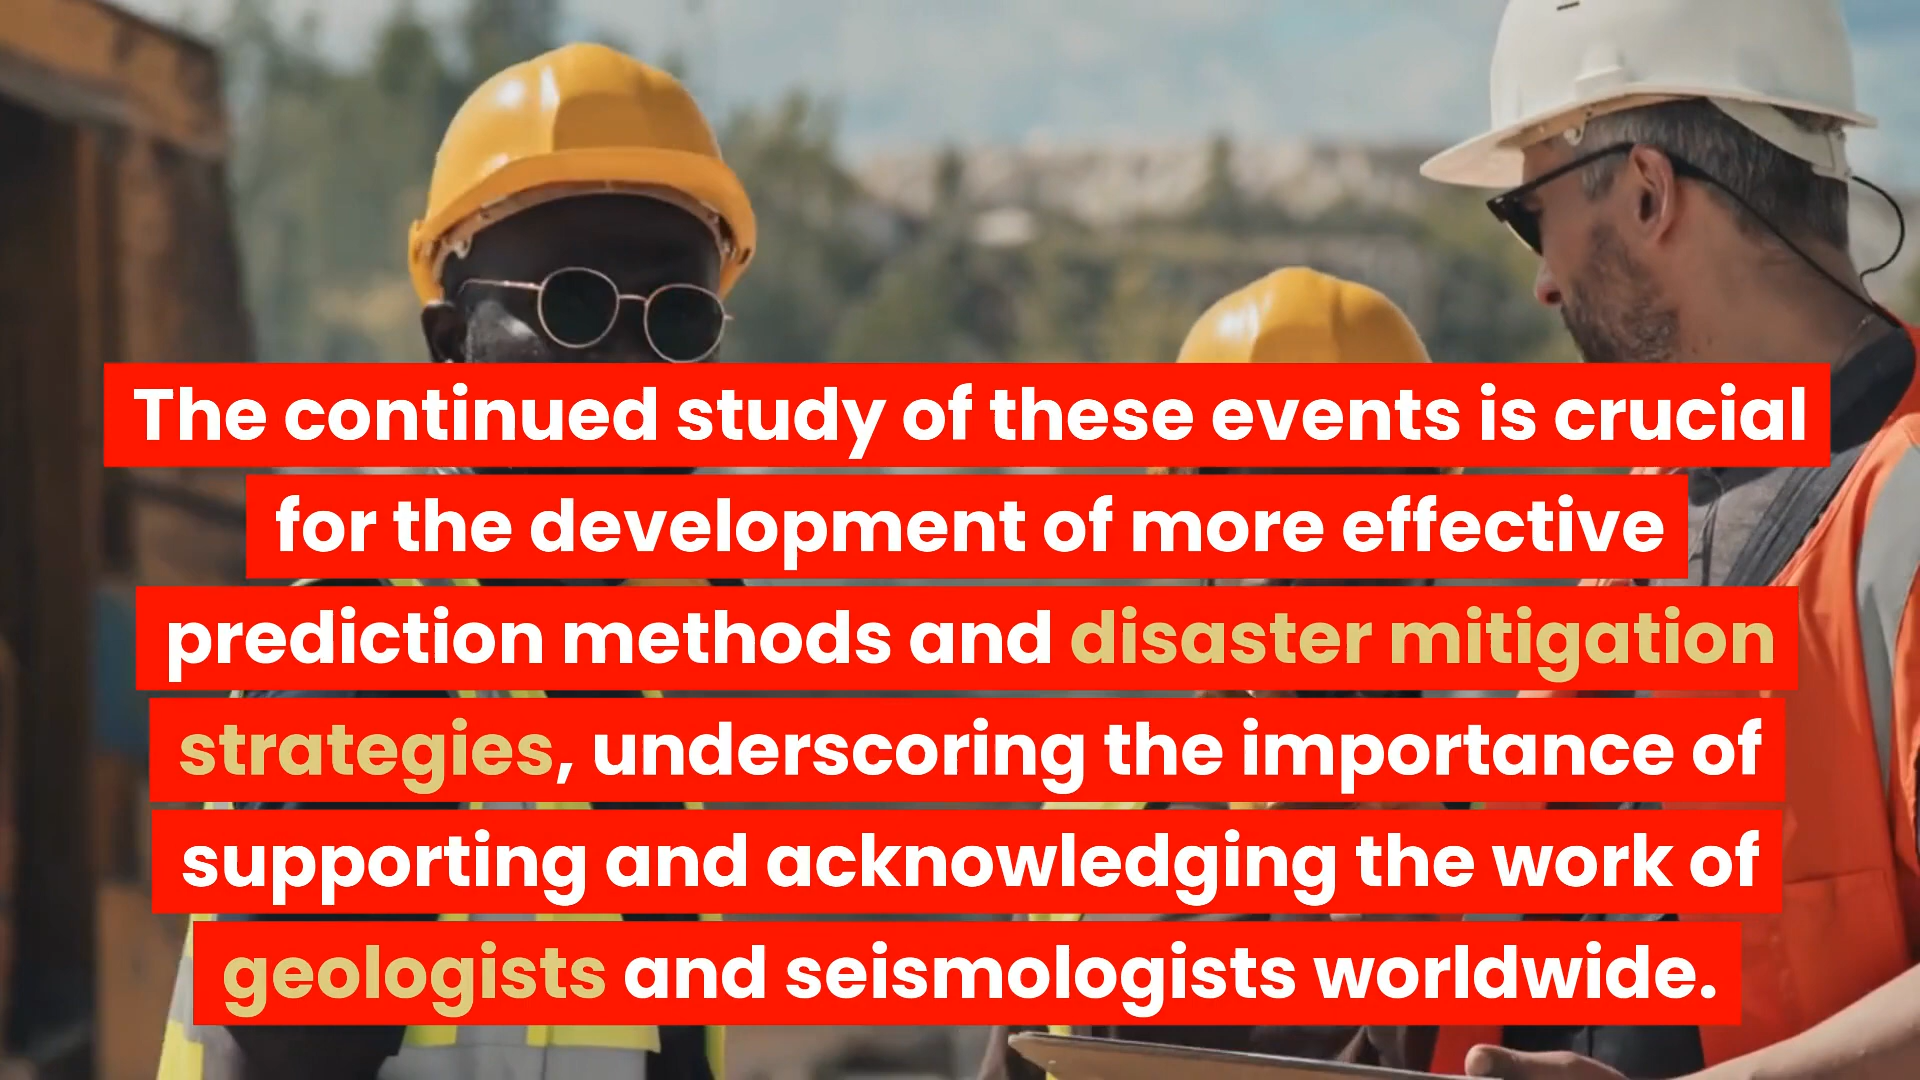 The continued study of these events is crucial
for the development of more effective
prediction methods and disaster mitigation
strategies, underscoring the importance of
supporting and acknowledging the work of
geologists and seismologists worldwide.